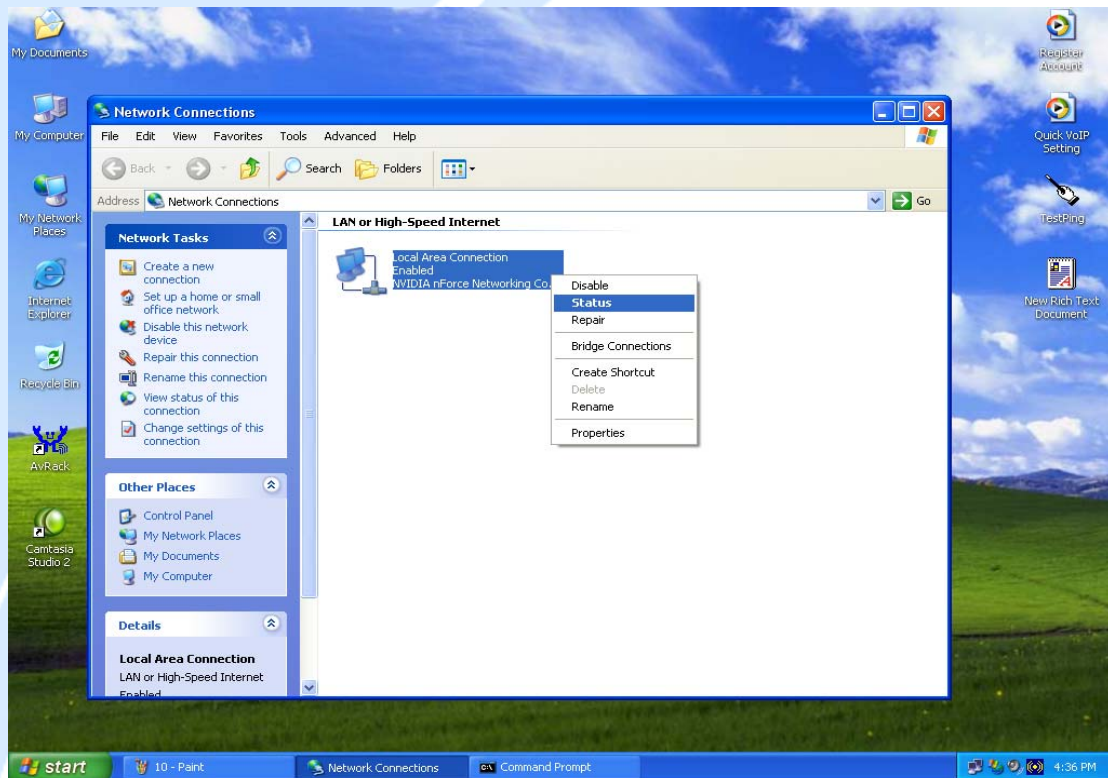 My Documents
My Computer
My Network
Places
Internet
Explorer
Recycle Bin
AvRack
Camtasia
Studio 2
Register
Account
Quick VoIP
Setting
TestPing
New Rich Text
Document
Network Connections
File Edit View Favorites Tools Advanced Help
Back Search Folders
Address Network Connections Go
Network Tasks
Create a new
connection
Set up a home or small
office network
Disable this network
device
Repair this connection
Rename this connection
View status of this
connection
Change settings of this
connection
Other Places
Control Panel
My Network Places
My Documents
My Computer
Details
Local Area Connection
LAN or High-Speed Internet
Enabled
LAN or High-Speed Internet
Local Area Connection
Enabled
NVIDIA nForce Networking Co..
Disable
Status
Repair
Bridge Connections
Create Shortcut
Delete
Rename
Properties
start 10 - Paint Network Connections Command Prompt 4:36 PM